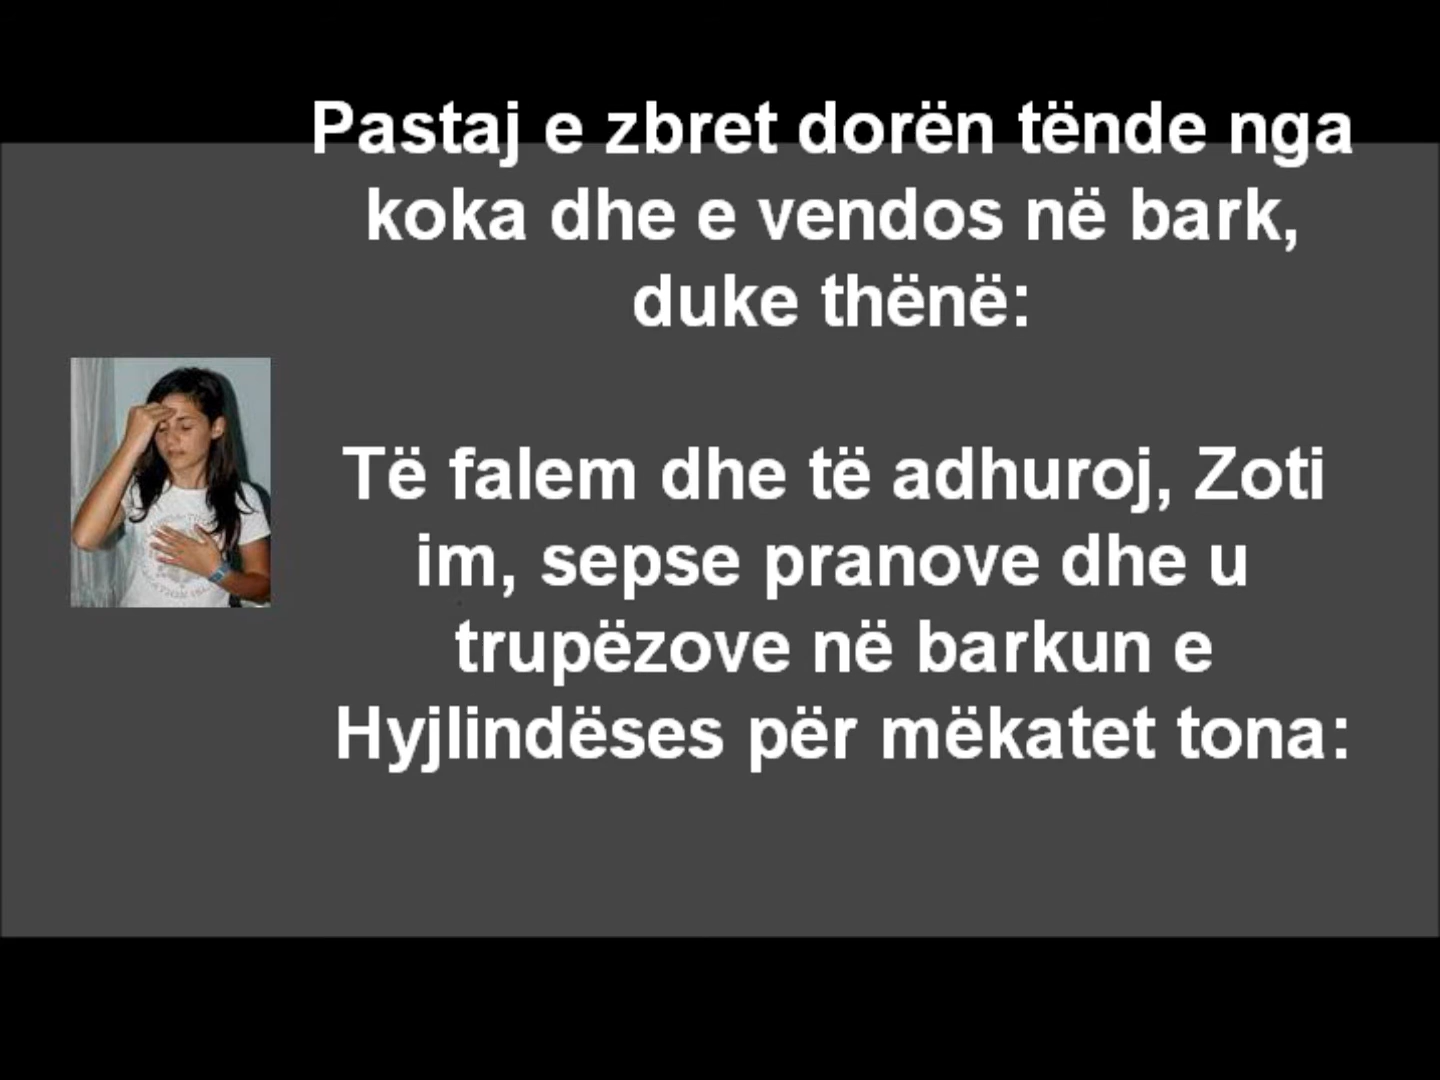 Pastaj e zbret dorën tënde nga
koka dhe e vendos në bark,
duke thënë:
Të falem dhe të adhuroj, Zoti
im, sepse pranove dhe u
trupëzove në barkun e
Hyjlindëses për mëkatet tona: